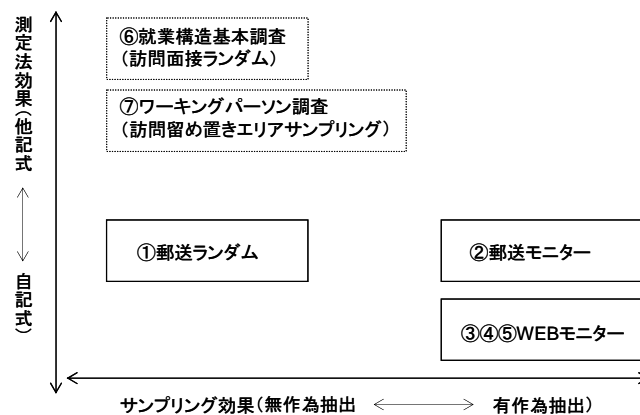 ⑥就業構造基本調査
(訪問面接ランダム)
⑦ワーキングパーソン調査
(訪問留め置きエリアサンプリング)
①郵送ランダム
②郵送モニター
③④⑤WEBモニター
測定法効果(他記式
自記式)
サンプリング効果(無作為抽出
有作為抽出)